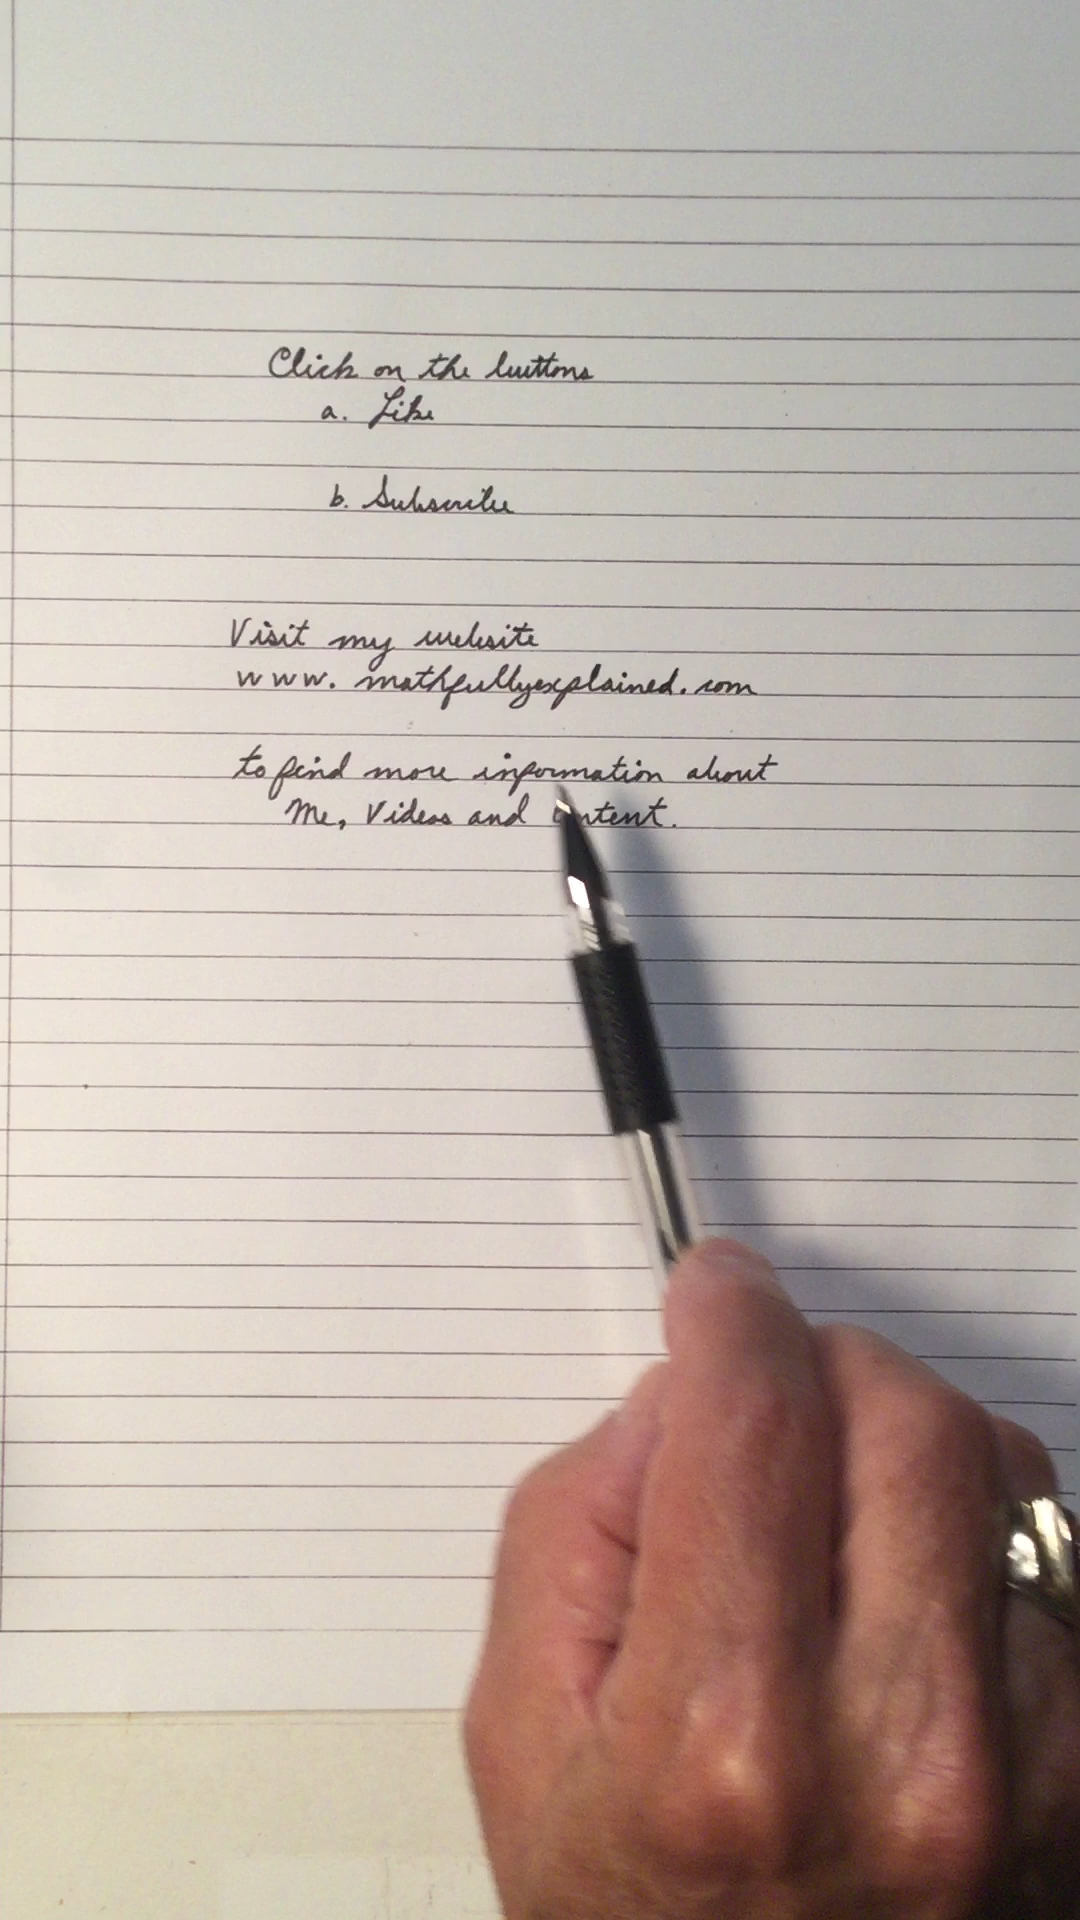 Click on the buttons
a. Like
b. Subscribe
Visit my website
www.mathfullyexplained.com
to find more information about
Me, Videos and content.